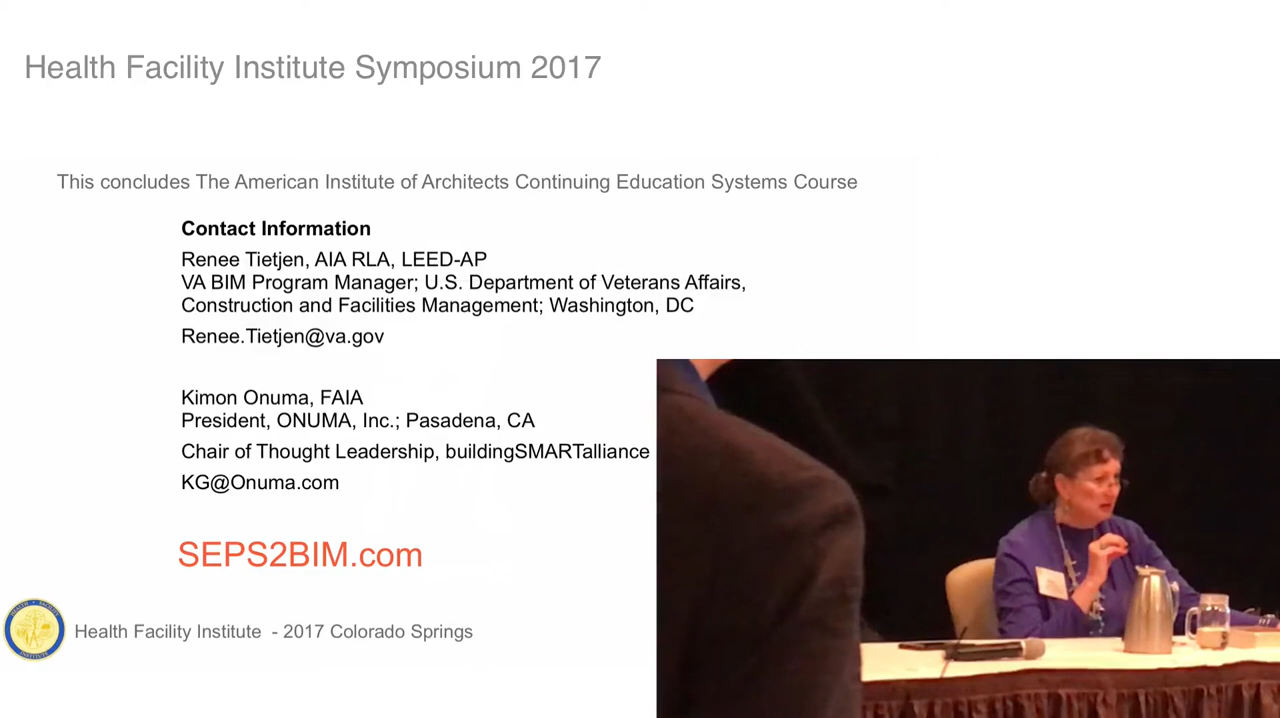 Health Facility Institute Symposium 2017
This concludes The American Institute of Architects Continuing Education Systems Course
Contact Information
Renee Tietjen, AIA RLA, LEED-AP
VA BIM Program Manager; U.S. Department of Veterans Affairs,
Construction and Facilities Management; Washington, DC
Renee.Tietjen@va.gov
Kimon Onuma, FAIA
President, ONUMA, Inc.; Pasadena, CA
Chair of Thought Leadership, buildingSMARTalliance
KG@Onuma.com
SEPS2BIM.com
HEALTH FACILITY
INSTITUTE
Health Facility Institute - 2017 Colorado Springs